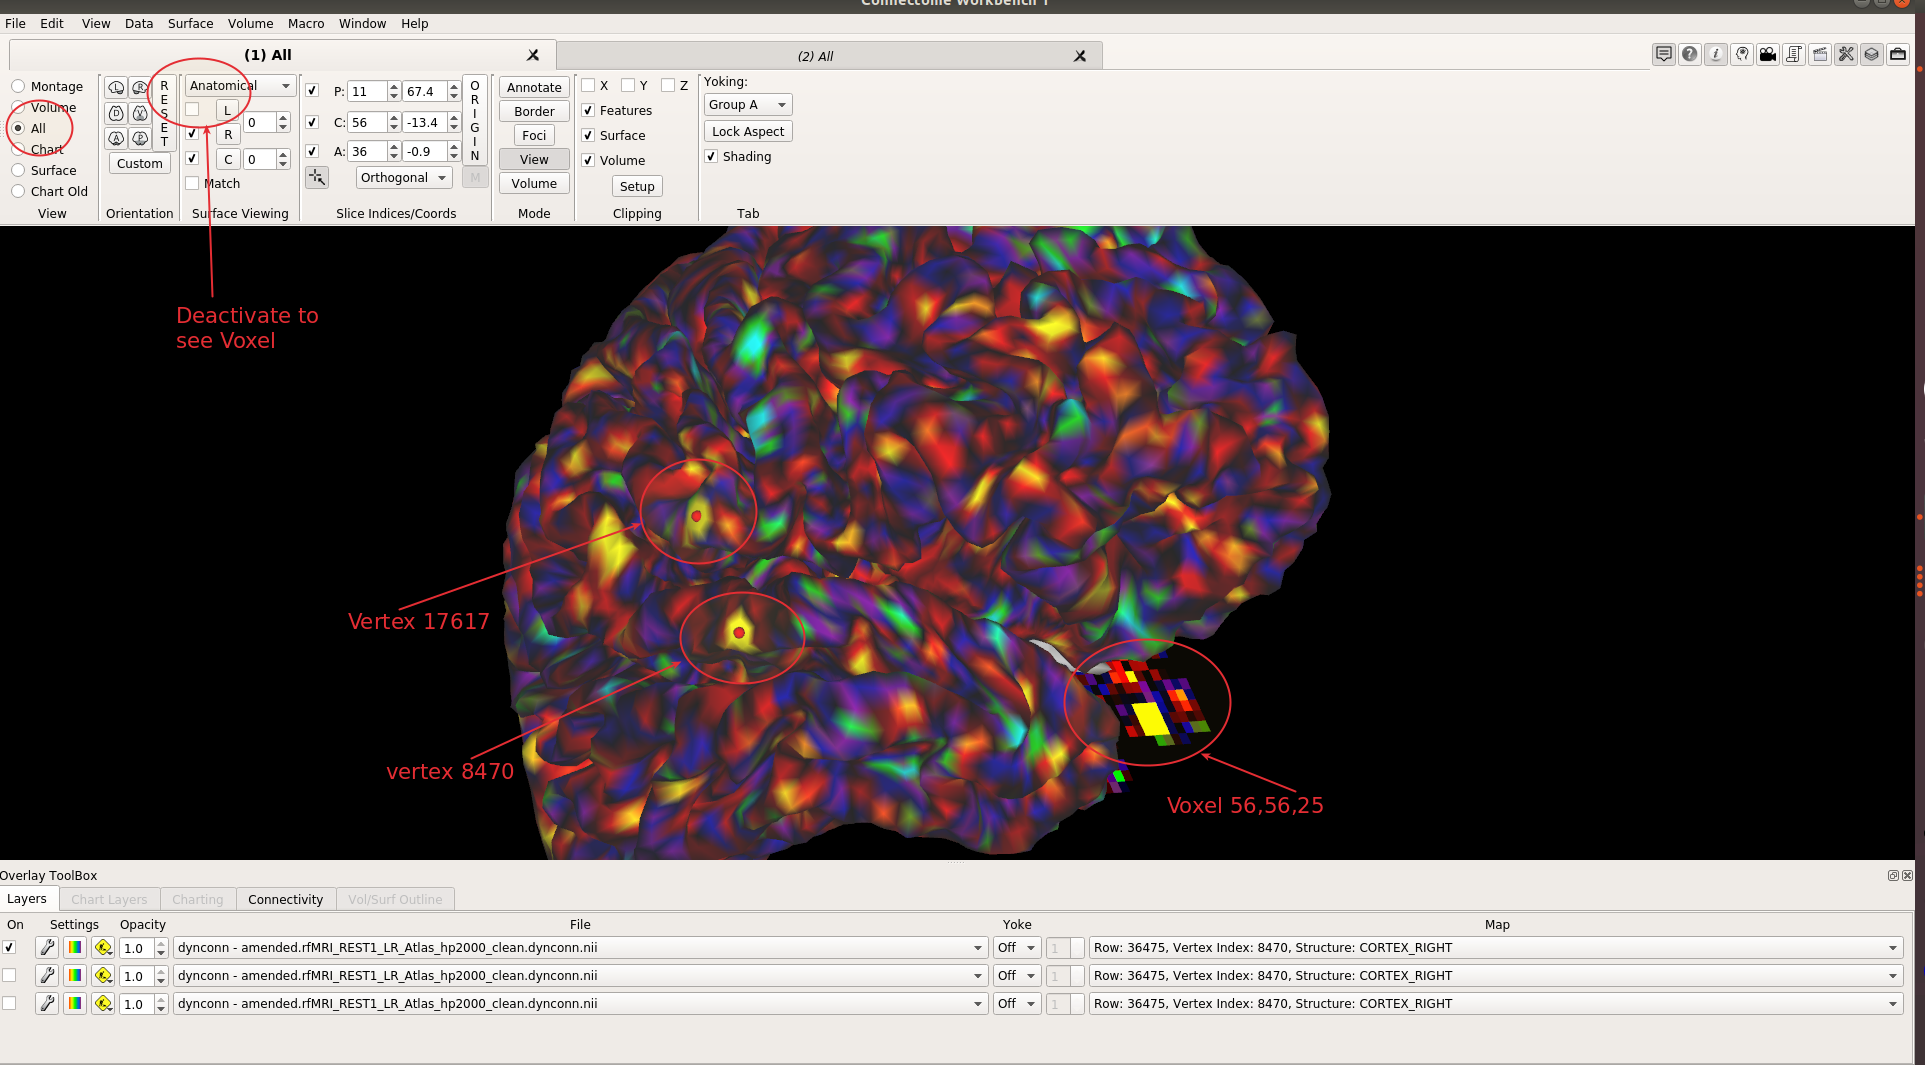 Connectome Workbench 1
File Edit View Data Surface Volume Macro Window Help
(1) All
(2) All
Montage
Volume
All
Chart
Surface
Chart Old
View
L R
D V
A P
RESET
Custom
Orientation
Anatomical
L 0
R
C 0
Match
Surface Viewing
P: 11 67.4
C: 56 -13.4
A: 36 -0.9
ORIGIN
Orthogonal
M
Slice Indices/Coords
Annotate
Border
Foci
View
Volume
Mode
X Y Z
Features
Surface
Volume
Setup
Clipping
Yoking:
Group A
Lock Aspect
Shading
Tab
Deactivate to
see Voxel
Vertex 17617
vertex 8470
Voxel 56,56,25
Overlay ToolBox
Layers Chart Layers Charting Connectivity Vol/Surf Outline
On Settings Opacity File Yoke Map
1.0 dynconn - amended.rfMRI_REST1_LR_Atlas_hp2000_clean.dynconn.nii Off 1 Row: 36475, Vertex Index: 8470, Structure: CORTEX_RIGHT
1.0 dynconn - amended.rfMRI_REST1_LR_Atlas_hp2000_clean.dynconn.nii Off 1 Row: 36475, Vertex Index: 8470, Structure: CORTEX_RIGHT
1.0 dynconn - amended.rfMRI_REST1_LR_Atlas_hp2000_clean.dynconn.nii Off 1 Row: 36475, Vertex Index: 8470, Structure: CORTEX_RIGHT